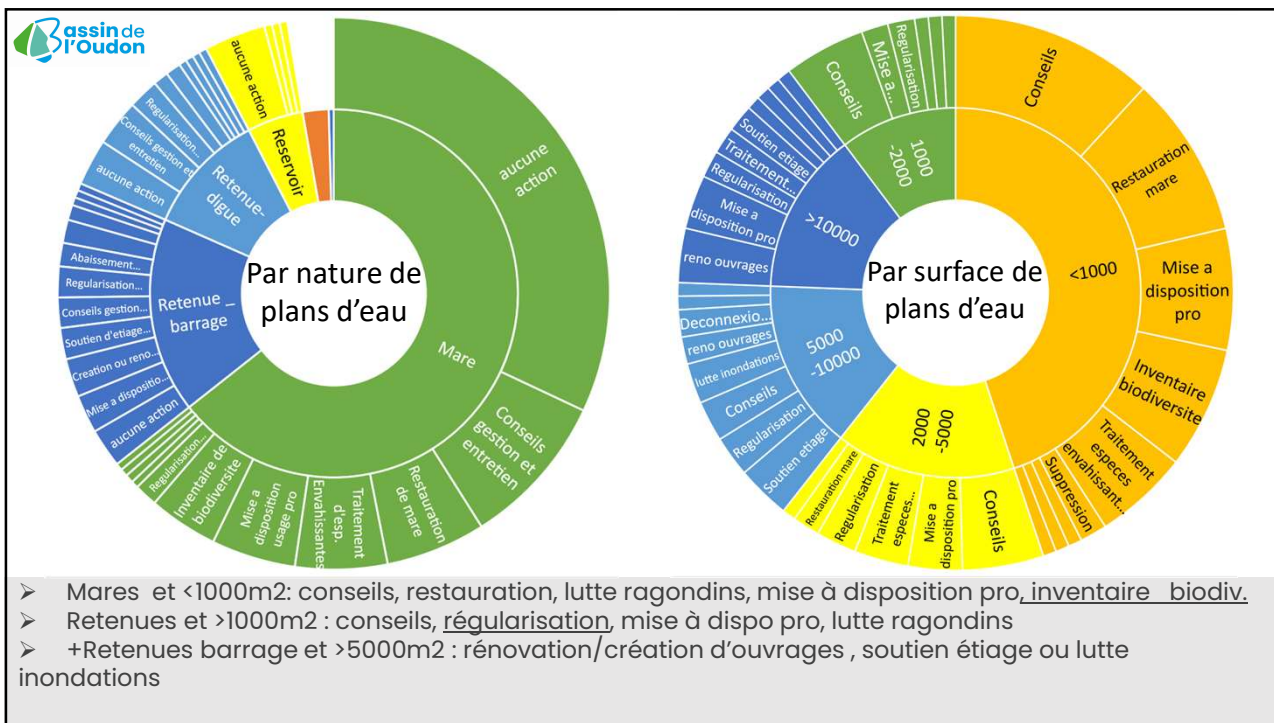 Bassin de
l'Oudon
Par nature de
plans d'eau
Mare
aucune
action
Conseils
gestion et
entretien
Restauration
de mare
Traitement
d'esp.
Envahissantes
Mise a
disposition
usage pro
Inventaire de
biodiversite
Regularisation...
Retenue _
barrage
aucune action
Mise a dispositio...
Creation ou reno...
Soutien d'etiage...
Conseils gestion...
Regularisation...
Abaissement...
Retenue-
digue
aucune action
Conseils gestion et
entretien
Regularisation...
Reservoir
aucune action
Par surface de
plans d'eau
<1000
Conseils
Restauration
mare
Mise a
disposition
pro
Inventaire
biodiversite
Traitement
especes
envahissant...
Suppression
2000
-5000
Conseils
Mise a
disposition pro
Traitement
especes...
Regularisation
Restauration mare
5000
-10000
Soutien etiage
Regularisation
Conseils
lutte inondations
reno ouvrages
Deconnexio...
>10000
reno ouvrages
Mise a
disposition pro
Regularisation
Traitement...
Soutien etiage
1000
-2000
Conseils
Mise a...
Regularisation
➢ Mares et <1000m2: conseils, restauration, lutte ragondins, mise à disposition pro, inventaire biodiv.
➢ Retenues et >1000m2 : conseils, régularisation, mise à dispo pro, lutte ragondins
➢ +Retenues barrage et >5000m2 : rénovation/création d'ouvrages , soutien étiage ou lutte
inondations